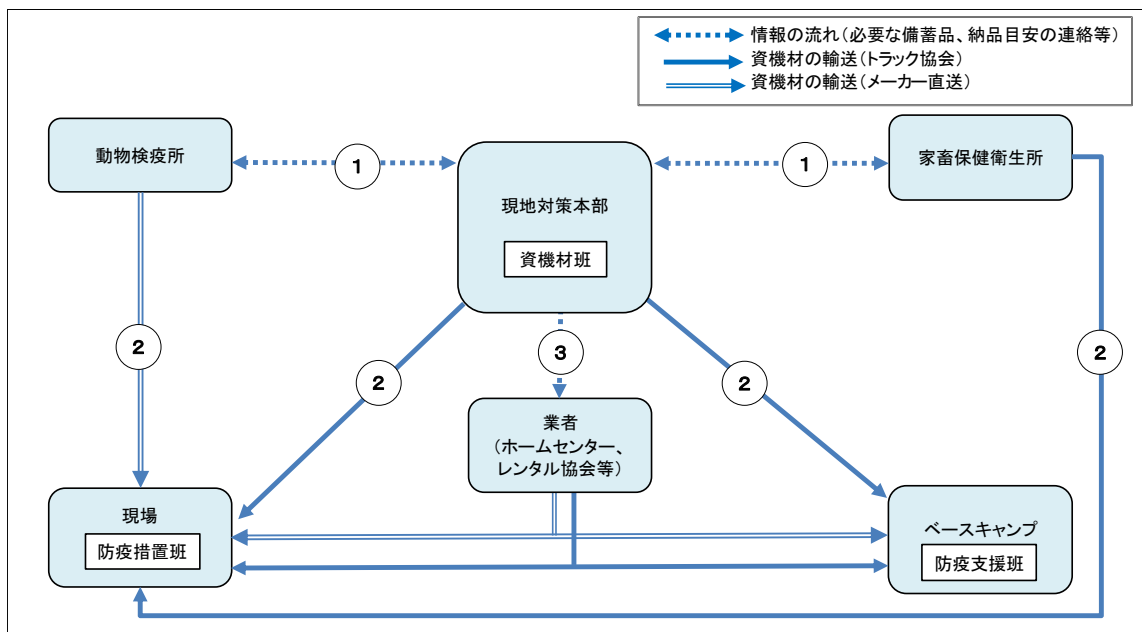 情報の流れ（必要な備蓄品、納品目安の連絡等）
資機材の輸送（トラック協会）
資機材の輸送（メーカー直送）
動物検疫所
1
現地対策本部
資機材班
1
家畜保健衛生所
2
2
3
2
2
業者
（ホームセンター、
レンタル協会等）
現場
防疫措置班
ベースキャンプ
防疫支援班